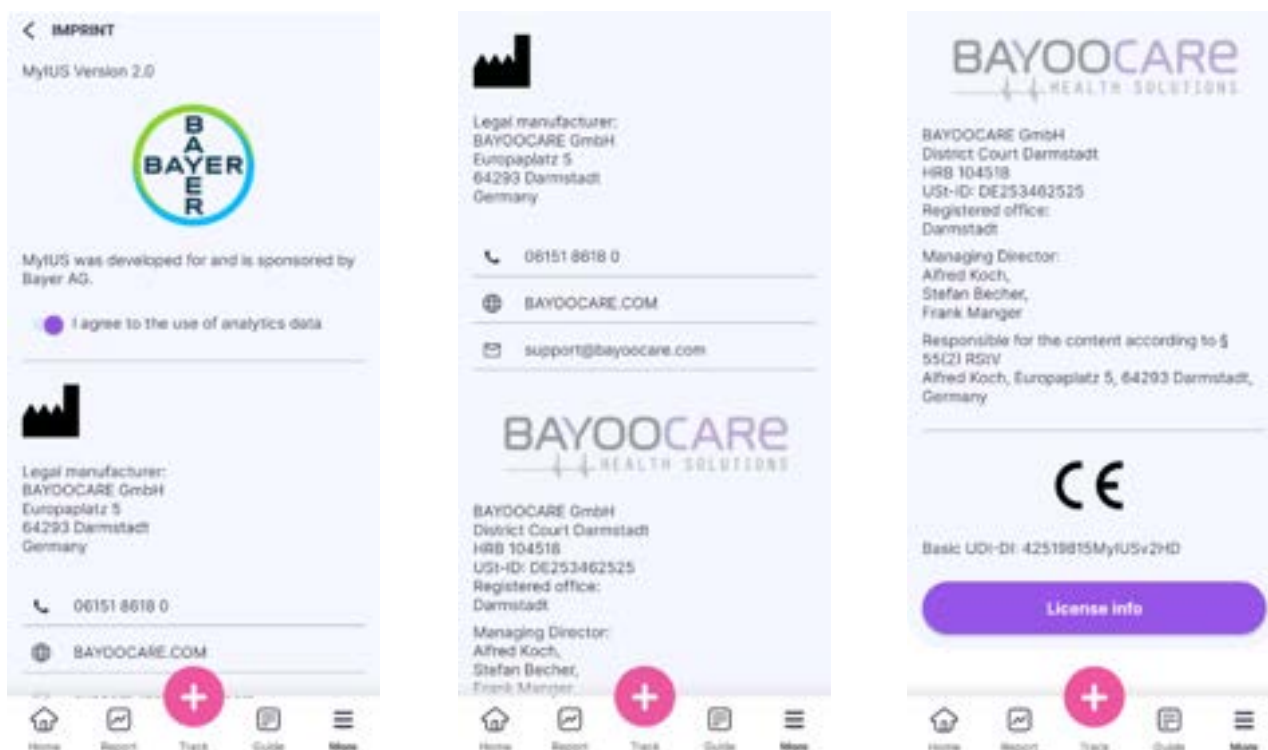 IMPRINT
MyIUS Version 2.0
BAYER
BAYER
MyIUS was developed for and is sponsored by
Bayer AG.
I agree to the use of analytics data
Legal manufacturer:
BAYOOCARE GmbH
Europaplatz 5
64293 Darmstadt
Germany
06151 8618 0
BAYOOCARE.COM
Home Report Track Guide More
Legal manufacturer:
BAYOOCARE GmbH
Europaplatz 5
64293 Darmstadt
Germany
06151 8618 0
BAYOOCARE.COM
support@bayoocare.com
BAYOOCARE
HEALTH SOLUTIONS
BAYOOCARE GmbH
District Court Darmstadt
HRB 104518
USt-ID: DE253462525
Registered office:
Darmstadt
Managing Director:
Alfred Koch,
Stefan Becher,
Frank Manger
Home Report Track Guide More
BAYOOCARE
HEALTH SOLUTIONS
BAYOOCARE GmbH
District Court Darmstadt
HRB 104518
USt-ID: DE253462525
Registered office:
Darmstadt
Managing Director:
Alfred Koch,
Stefan Becher,
Frank Manger
Responsible for the content according to §
55(2) RStV
Alfred Koch, Europaplatz 5, 64293 Darmstadt,
Germany
CE
Basic UDI-DI: 42519815MyIUSv2HD
License info
Home Report Track Guide More